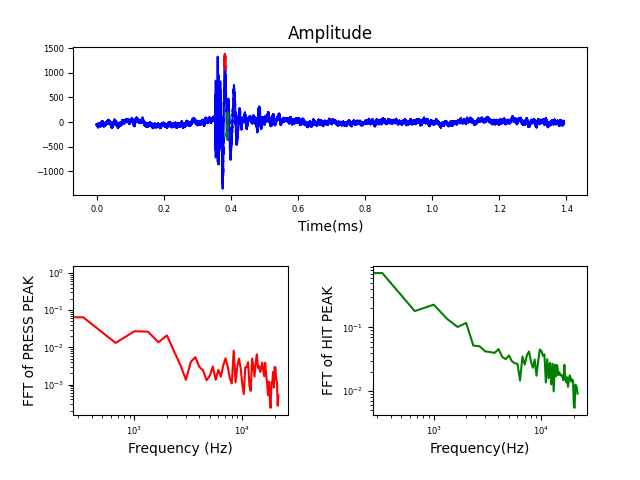 Amplitude
1500
1000
500
0
−500
−1000
0.0 0.2 0.4 0.6 0.8 1.0 1.2 1.4
Time(ms)
FFT of PRESS PEAK
10⁰
10⁻¹
10⁻²
10⁻³
10³ 10⁴
Frequency (Hz)
FFT of HIT PEAK
10⁻¹
10⁻²
10³ 10⁴
Frequency(Hz)